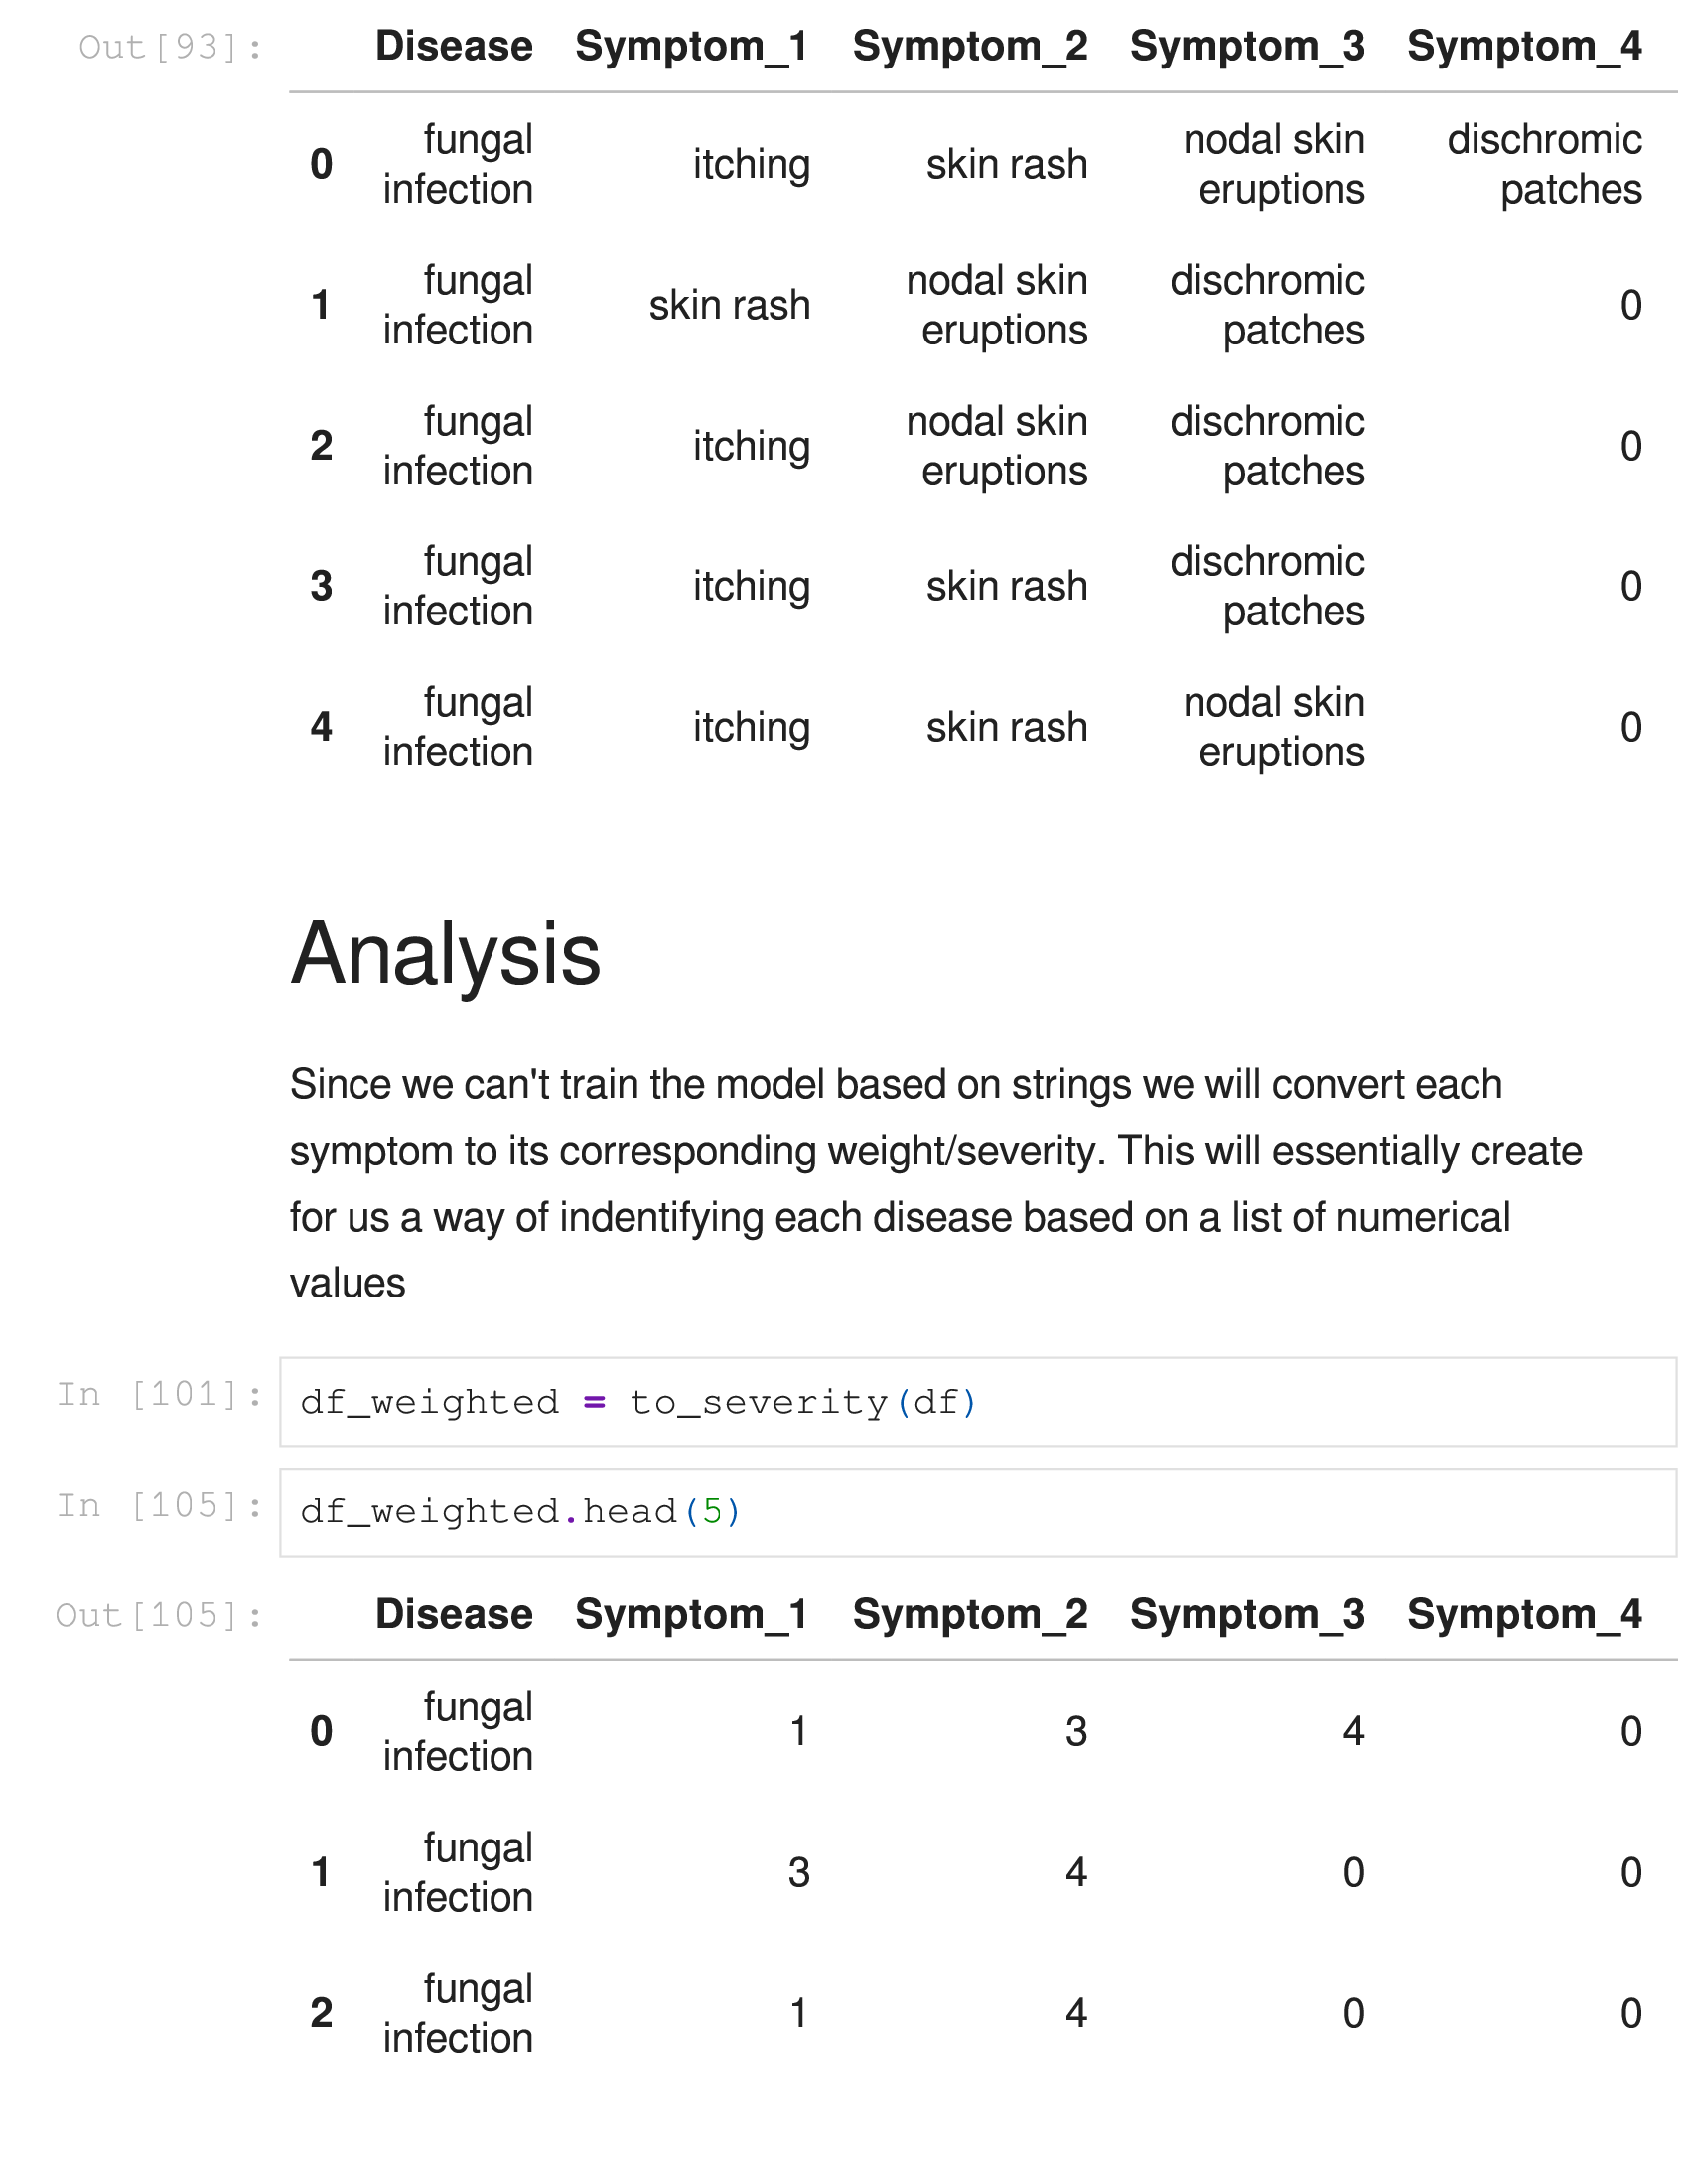 Out[93]: Disease Symptom_1 Symptom_2 Symptom_3 Symptom_4
fungal nodal skin dischromic
0 itching skin rash
infection eruptions patches
fungal nodal skin dischromic
1 skin rash 0
infection eruptions patches
fungal nodal skin dischromic
2 itching 0
infection eruptions patches
fungal dischromic
3 itching skin rash 0
infection patches
fungal nodal skin
4 itching skin rash 0
infection eruptions
Analysis
Since we can't train the model based on strings we will convert each
symptom to its corresponding weight/severity. This will essentially create
for us a way of indentifying each disease based on a list of numerical
values
In [101]: df_weighted = to_severity(df)
In [105]: df_weighted.head(5)
Out[105]: Disease Symptom_1 Symptom_2 Symptom_3 Symptom_4
fungal
0 1 3 4 0
infection
fungal
1 3 4 0 0
infection
fungal
2 1 4 0 0
infection